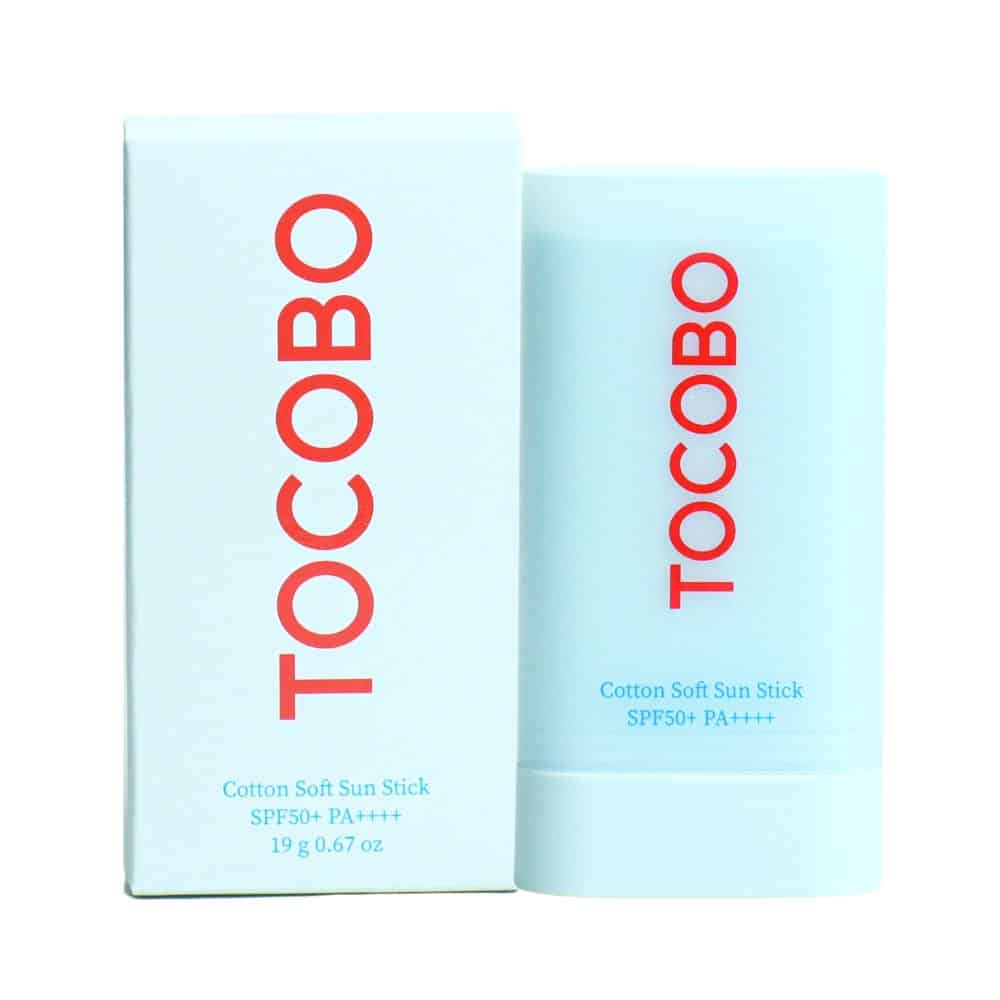 TOCOBO
Cotton Soft Sun Stick
SPF50+ PA++++
19 g 0.67 oz
TOCOBO
Cotton Soft Sun Stick
SPF50+ PA++++